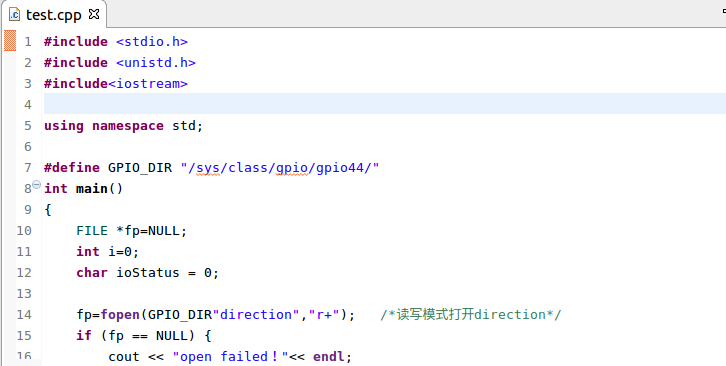 test.cpp
1 #include <stdio.h>
2 #include <unistd.h>
3 #include<iostream>
4
5 using namespace std;
6
7 #define GPIO_DIR "/sys/class/gpio/gpio44/"
8 int main()
9 {
10     FILE *fp=NULL;
11     int i=0;
12     char ioStatus = 0;
13
14     fp=fopen(GPIO_DIR"direction","r+");   /*读写模式打开direction*/
15     if (fp == NULL) {
16         cout << "open failed！"<< endl;